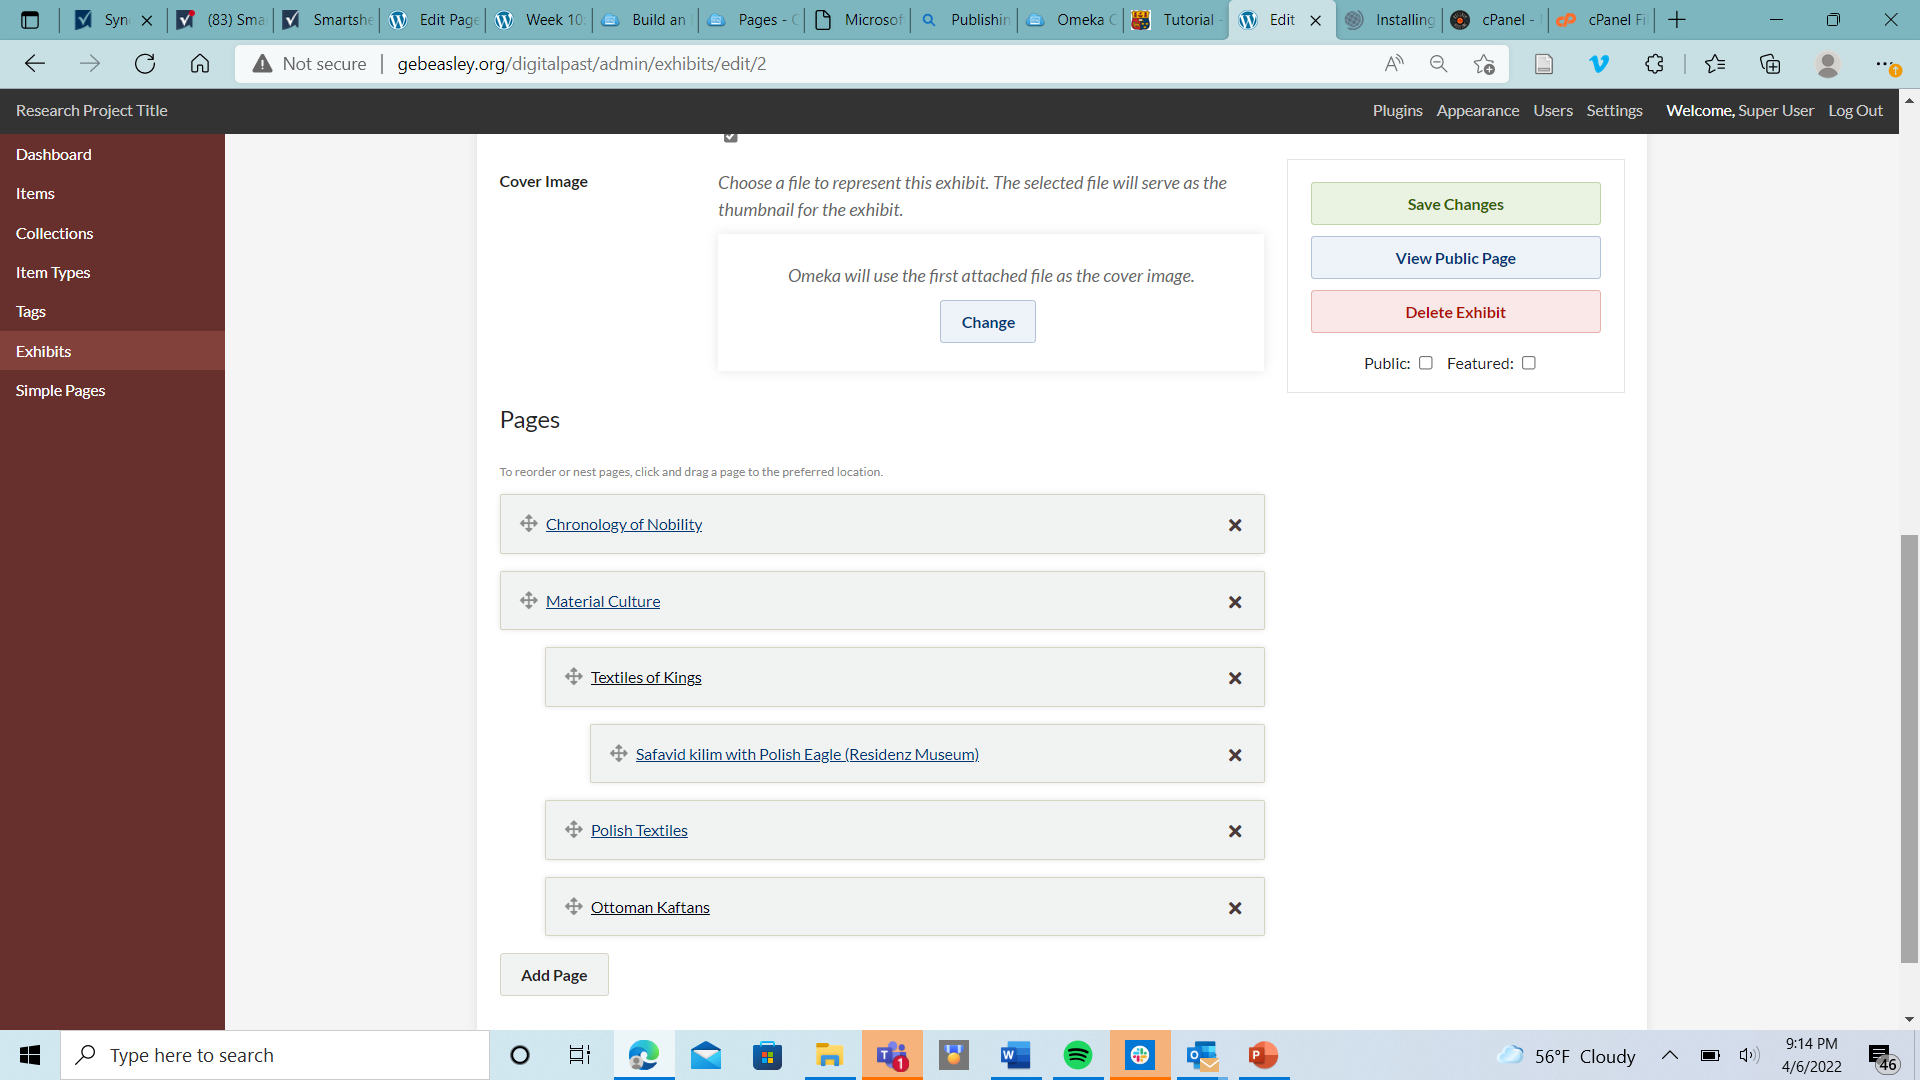 Syn
(83) Sma
Smartshe
Edit Page
Week 10:
Build an
Pages - C
Microsof
Publishin
Omeka C
Tutorial -
Edit
Installing
cPanel -
cPanel Fi
Not secure
gebeasley.org/digitalpast/admin/exhibits/edit/2
Research Project Title
Plugins
Appearance
Users
Settings
Welcome, Super User
Log Out
Dashboard
Items
Collections
Item Types
Tags
Exhibits
Simple Pages
Cover Image
Choose a file to represent this exhibit. The selected file will serve as the
thumbnail for the exhibit.
Omeka will use the first attached file as the cover image.
Change
Save Changes
View Public Page
Delete Exhibit
Public:
Featured:
Pages
To reorder or nest pages, click and drag a page to the preferred location.
Chronology of Nobility
Material Culture
Textiles of Kings
Safavid kilim with Polish Eagle (Residenz Museum)
Polish Textiles
Ottoman Kaftans
Add Page
Type here to search
1
56°F Cloudy
9:14 PM
4/6/2022
46